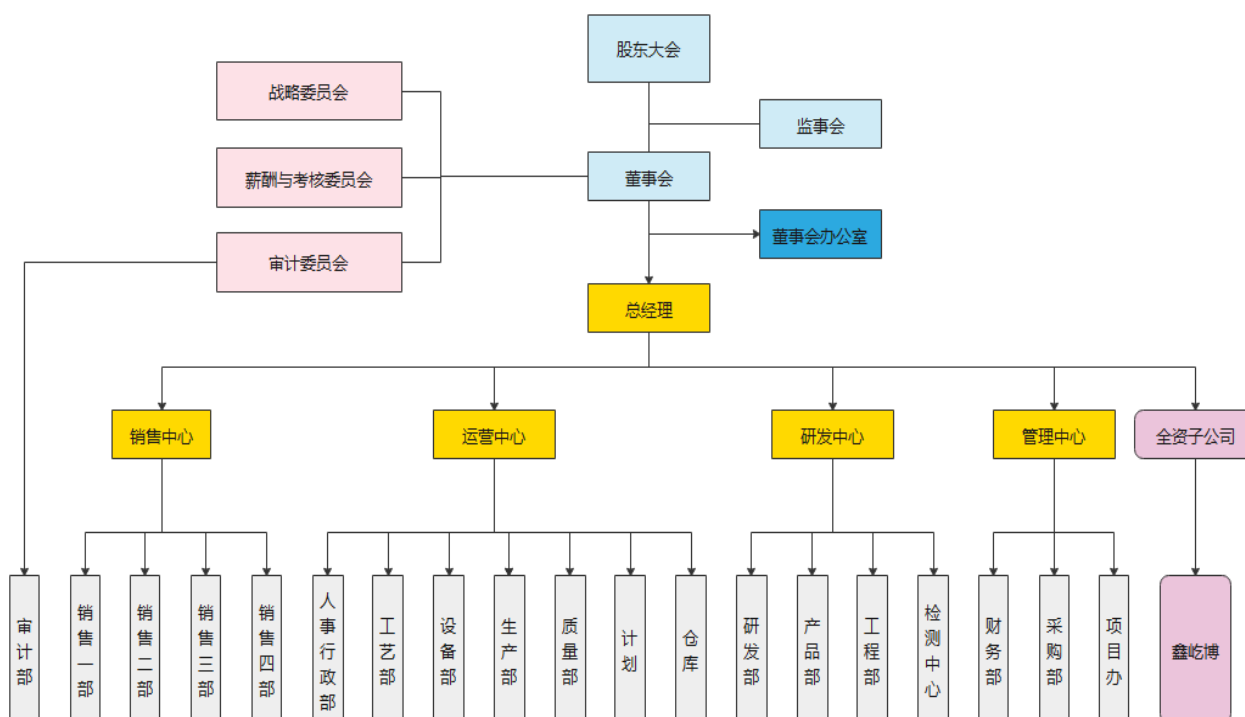 股东大会
战略委员会
监事会
薪酬与考核委员会
董事会
董事会办公室
审计委员会
总经理
销售中心
运营中心
研发中心
管理中心
全资子公司
审计部
销售一部
销售二部
销售三部
销售四部
人事行政部
工艺部
设备部
生产部
质量部
计划
仓库
研发部
产品部
工程部
检测中心
财务部
采购部
项目办
鑫屹博